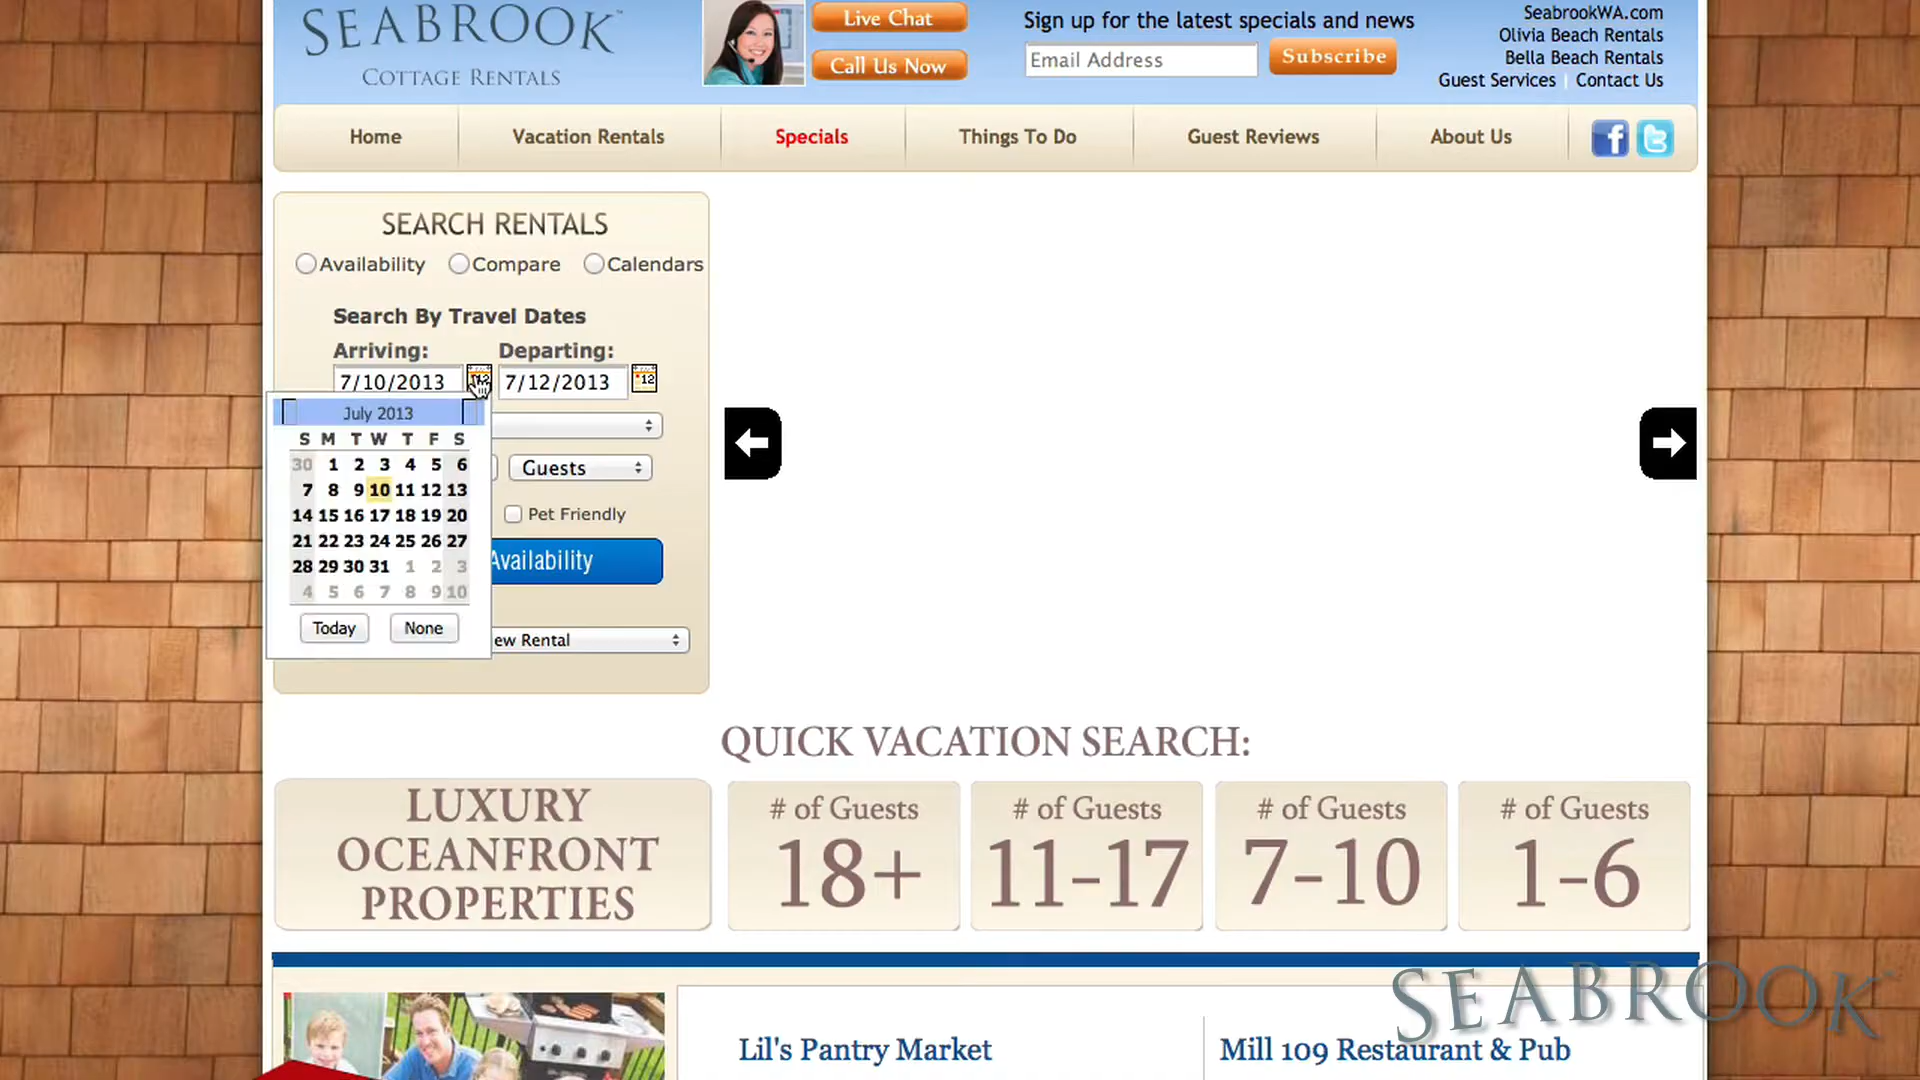 SEABROOK™
COTTAGE RENTALS
Live Chat
Call Us Now
Sign up for the latest specials and news
Email Address
Subscribe
SeabrookWA.com
Olivia Beach Rentals
Bella Beach Rentals
Guest Services | Contact Us
Home
Vacation Rentals
Specials
Things To Do
Guest Reviews
About Us
SEARCH RENTALS
Availability Compare Calendars
Search By Travel Dates
Arriving: Departing:
7/10/2013 7/12/2013
July 2013
S M T W T F S
30 1 2 3 4 5 6
7 8 9 10 11 12 13
14 15 16 17 18 19 20
21 22 23 24 25 26 27
28 29 30 31 1 2 3
4 5 6 7 8 9 10
Today None
Guests
Pet Friendly
Availability
ew Rental
QUICK VACATION SEARCH:
LUXURY
OCEANFRONT
PROPERTIES
# of Guests
18+
# of Guests
11-17
# of Guests
7-10
# of Guests
1-6
Lil's Pantry Market
Mill 109 Restaurant & Pub
SEABROOK